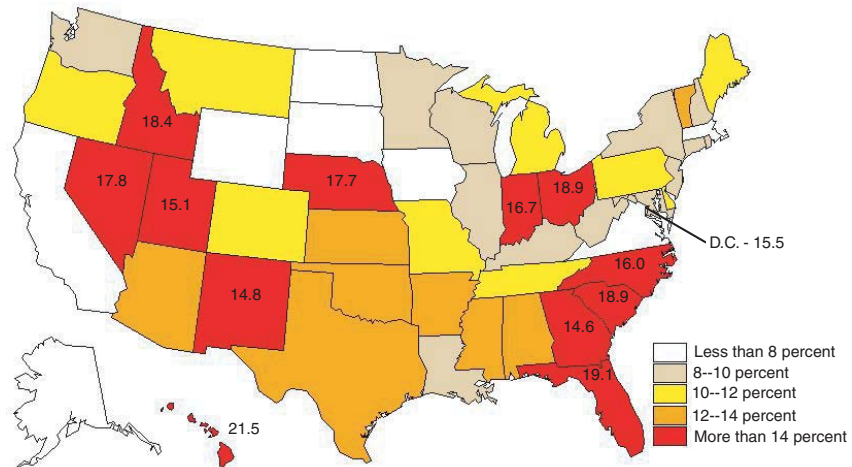 18.4
17.8
15.1
17.7
16.7
18.9
D.C. - 15.5
16.0
18.9
14.8
14.6
19.1
21.5
Less than 8 percent
8--10 percent
10--12 percent
12--14 percent
More than 14 percent